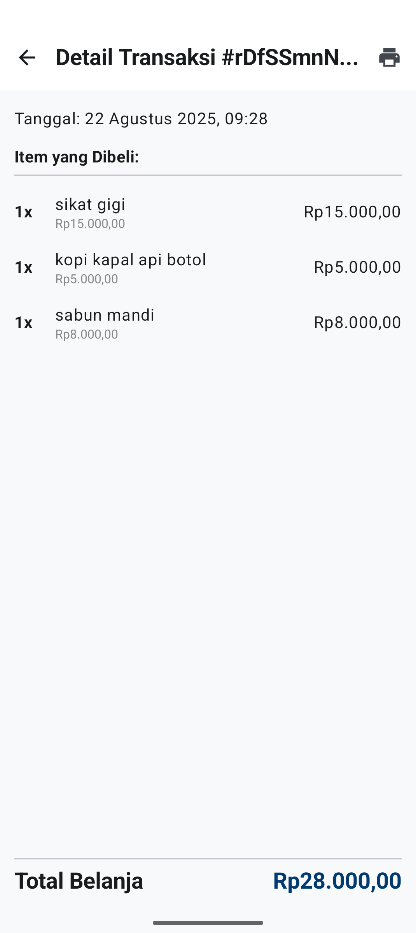 Detail Transaksi #rDfSSmnN...
Tanggal: 22 Agustus 2025, 09:28
Item yang Dibeli:
1x sikat gigi Rp15.000,00
Rp15.000,00
1x kopi kapal api botol Rp5.000,00
Rp5.000,00
1x sabun mandi Rp8.000,00
Rp8.000,00
Total Belanja Rp28.000,00